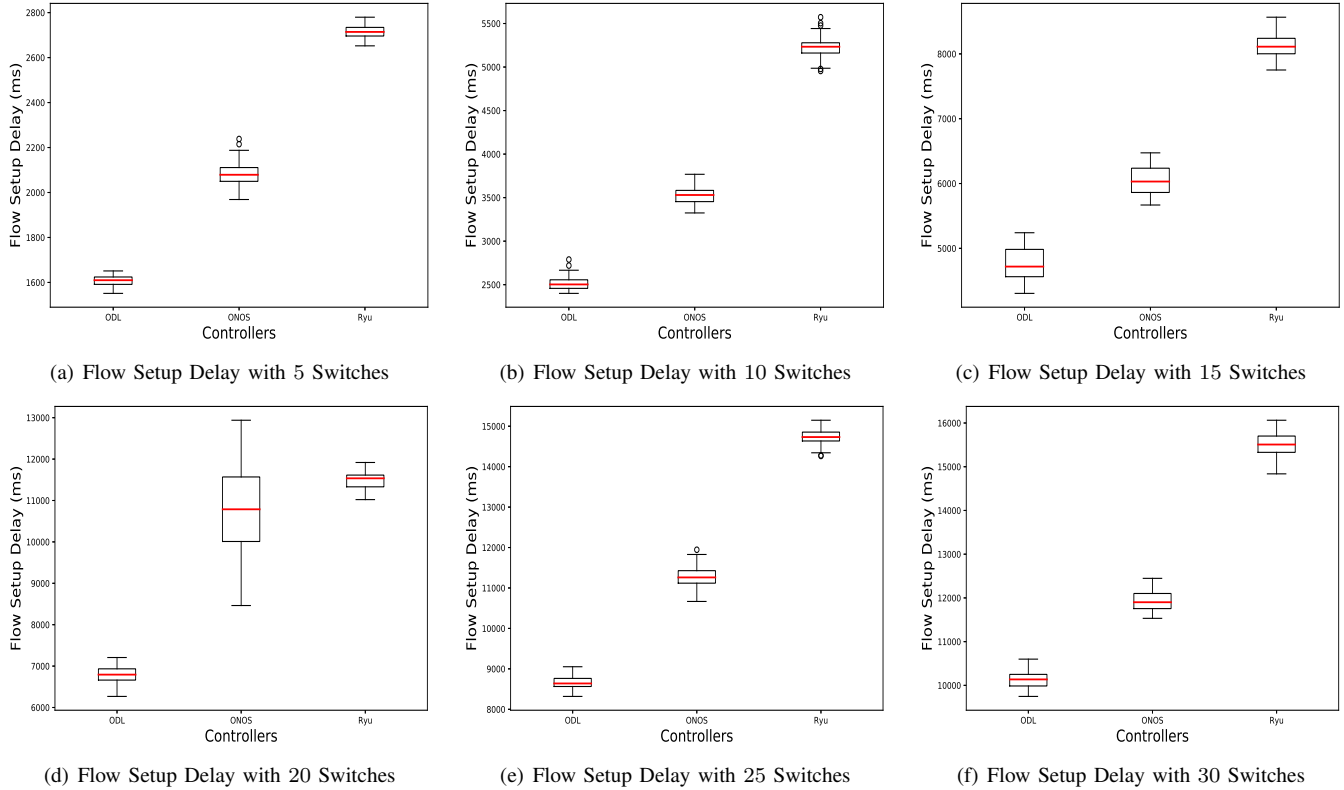 2800
2600
2400
2200
2000
1800
1600
Flow Setup Delay (ms)
ODL
ONOS
Ryu
Controllers
(a) Flow Setup Delay with 5 Switches
5500
5000
4500
4000
3500
3000
2500
Flow Setup Delay (ms)
ODL
ONOS
Ryu
Controllers
(b) Flow Setup Delay with 10 Switches
8000
7000
6000
5000
Flow Setup Delay (ms)
ODL
ONOS
Ryu
Controllers
(c) Flow Setup Delay with 15 Switches
13000
12000
11000
10000
9000
8000
7000
6000
Flow Setup Delay (ms)
ODL
ONOS
Ryu
Controllers
(d) Flow Setup Delay with 20 Switches
15000
14000
13000
12000
11000
10000
9000
8000
Flow Setup Delay (ms)
ODL
ONOS
Ryu
Controllers
(e) Flow Setup Delay with 25 Switches
16000
15000
14000
13000
12000
11000
10000
Flow Setup Delay (ms)
ODL
ONOS
Ryu
Controllers
(f) Flow Setup Delay with 30 Switches